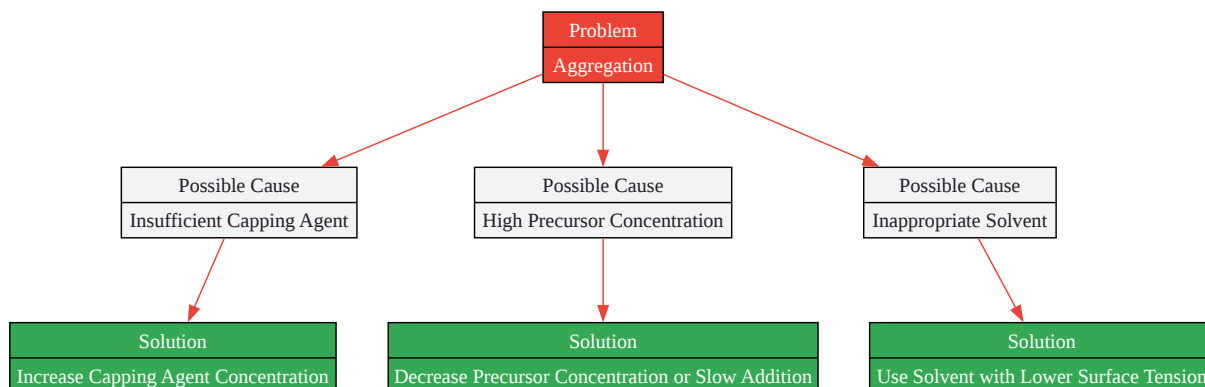 Problem
Aggregation
Possible Cause
Insufficient Capping Agent
Possible Cause
High Precursor Concentration
Possible Cause
Inappropriate Solvent
Solution
Increase Capping Agent Concentration
Solution
Decrease Precursor Concentration or Slow Addition
Solution
Use Solvent with Lower Surface Tension